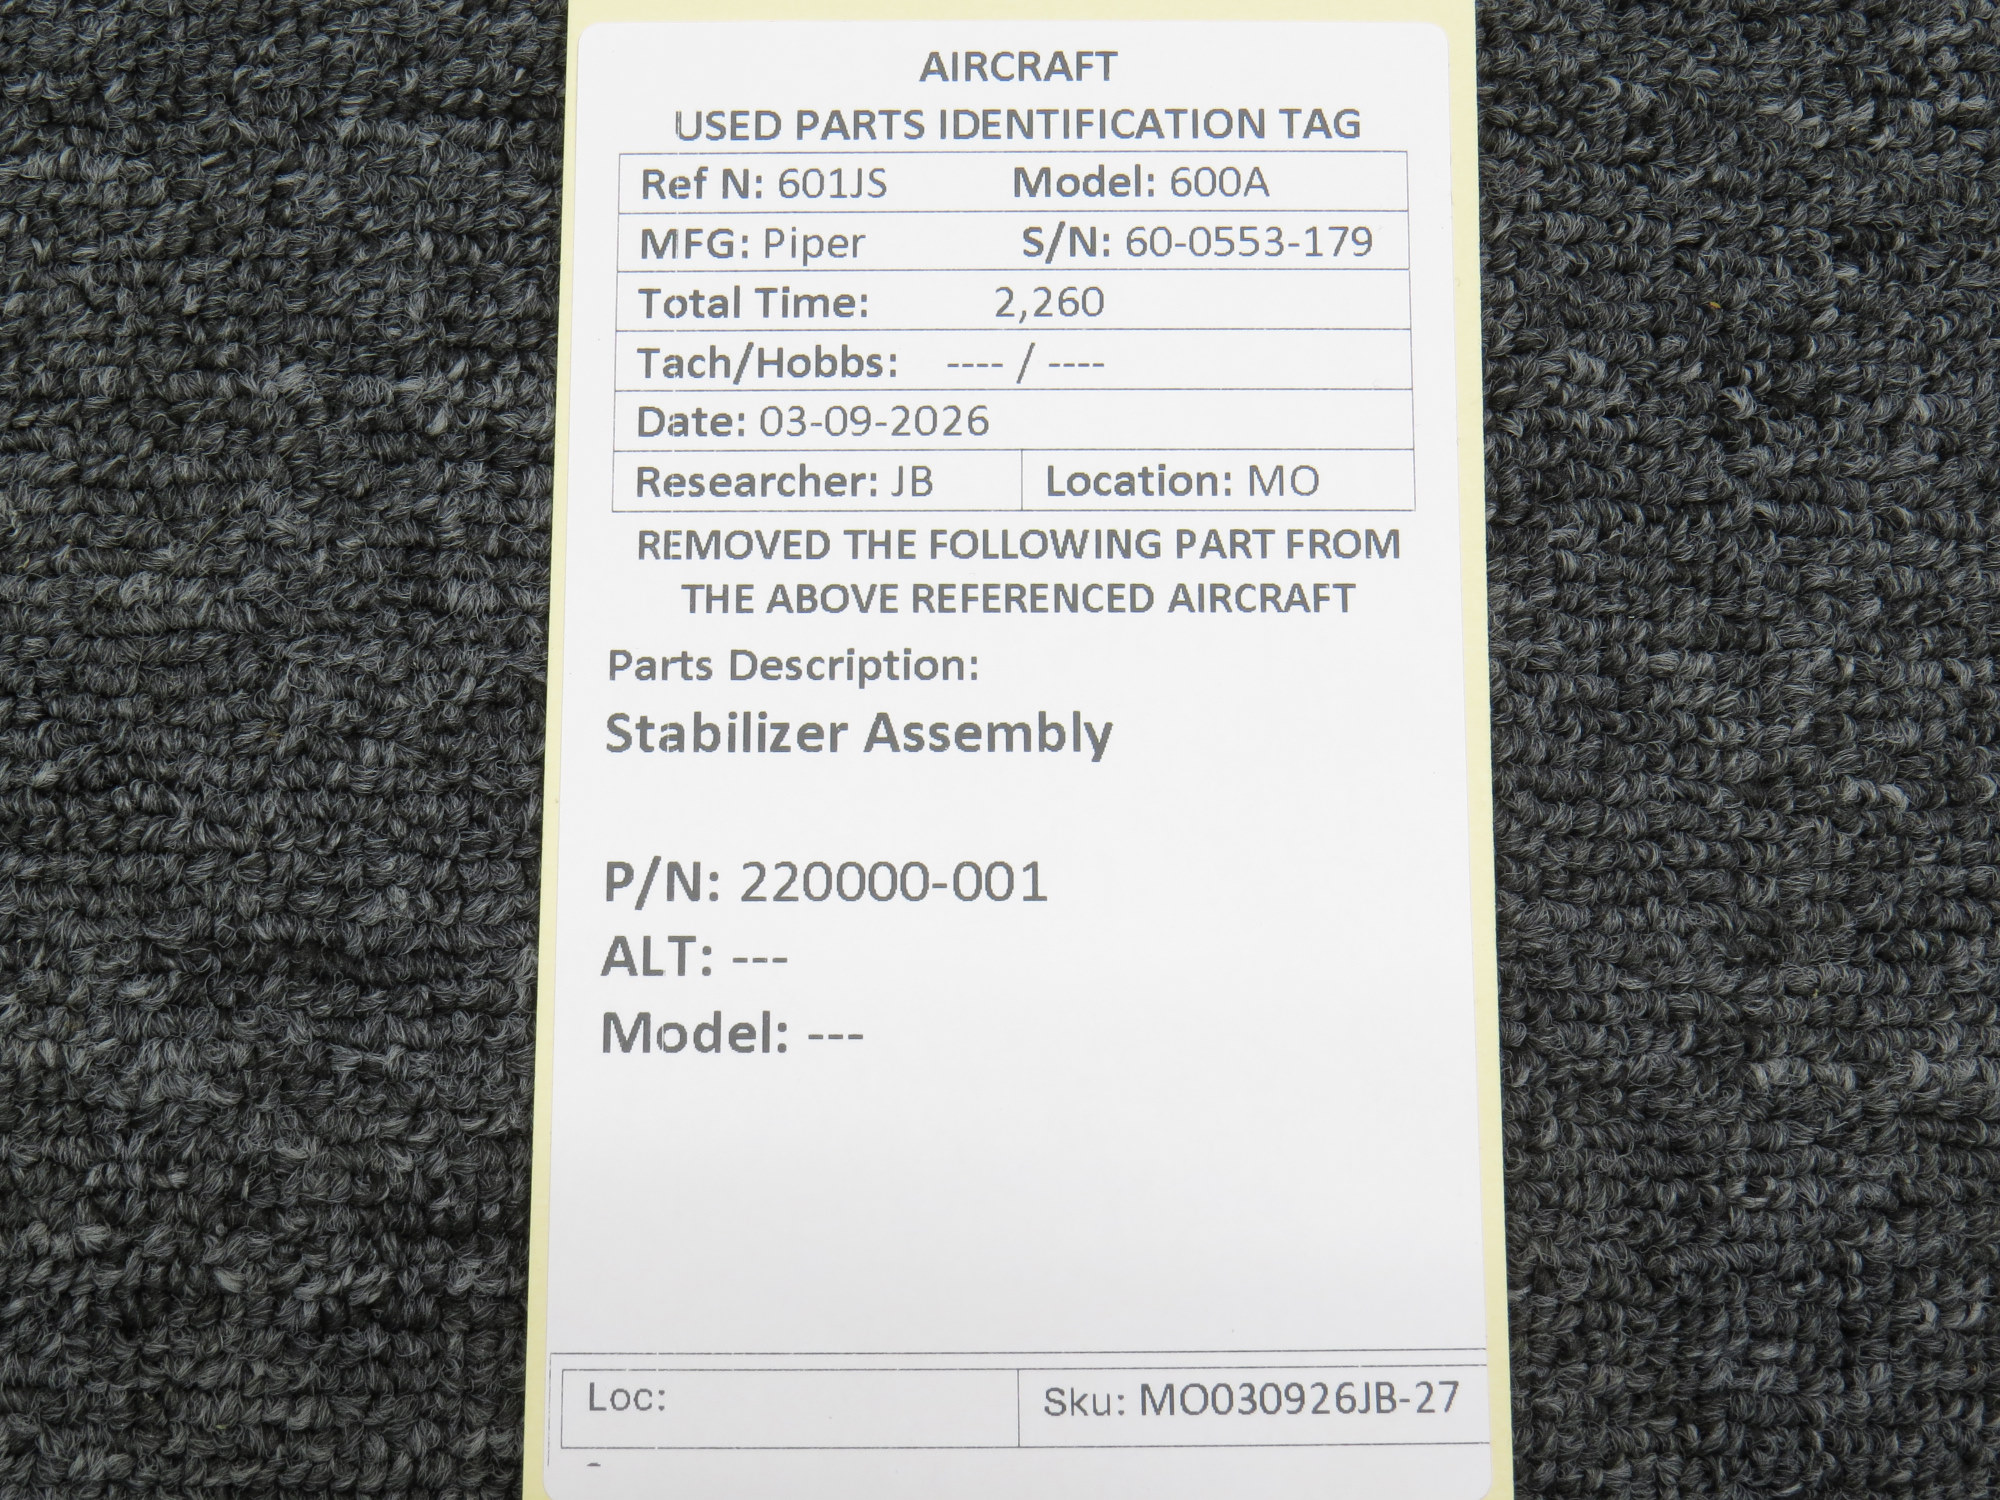 AIRCRAFT
USED PARTS IDENTIFICATION TAG
Ref N: 601JS Model: 600A
MFG: Piper S/N: 60-0553-179
Total Time: 2,260
Tach/Hobbs: ---- / ----
Date: 03-09-2026
Researcher: JB Location: MO
REMOVED THE FOLLOWING PART FROM
THE ABOVE REFERENCED AIRCRAFT
Parts Description:
Stabilizer Assembly
P/N: 220000-001
ALT: ---
Model: ---
Loc: Sku: MO030926JB-27